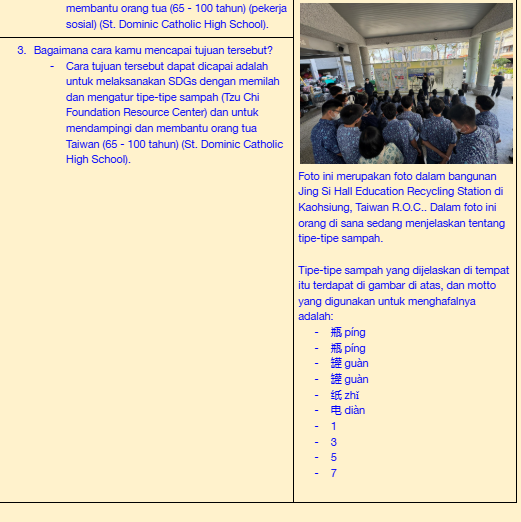 membantu orang tua (65 - 100 tahun) (pekerja
sosial) (St. Dominic Catholic High School).
3. Bagaimana cara kamu mencapai tujuan tersebut?
- Cara tujuan tersebut dapat dicapai adalah
untuk melaksanakan SDGs dengan memilah
dan mengatur tipe-tipe sampah (Tzu Chi
Foundation Resource Center) dan untuk
mendampingi dan membantu orang tua
Taiwan (65 - 100 tahun) (St. Dominic Catholic
High School).
Foto ini merupakan foto dalam bangunan
Jing Si Hall Education Recycling Station di
Kaohsiung, Taiwan R.O.C.. Dalam foto ini
orang di sana sedang menjelaskan tentang
tipe-tipe sampah.
Tipe-tipe sampah yang dijelaskan di tempat
itu terdapat di gambar di atas, dan motto
yang digunakan untuk menghafalnya
adalah:
- 瓶 píng
- 瓶 píng
- 罐 guàn
- 罐 guàn
- 纸 zhǐ
- 电 diàn
- 1
- 3
- 5
- 7